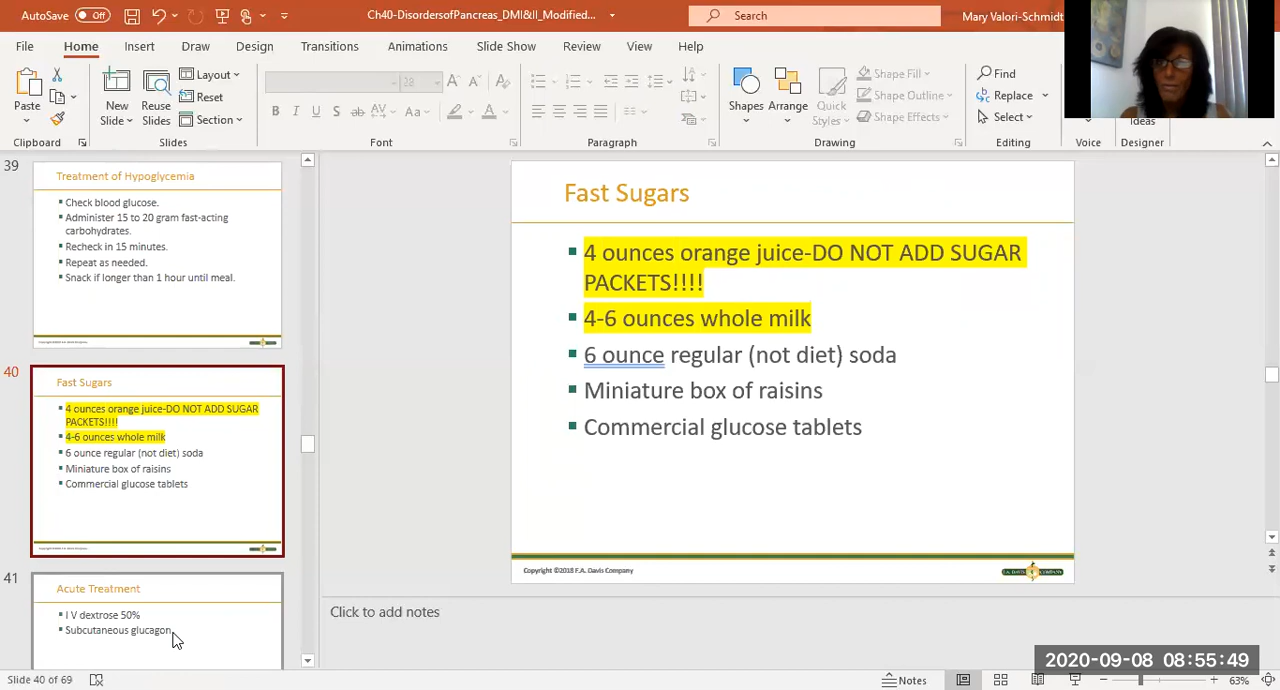 AutoSave Off
Ch40-DisordersofPancreas_DMI&II_Modified...
Search
Mary Valori-Schmidt
File Home Insert Draw Design Transitions Animations Slide Show Review View Help
Paste
New Slide
Reuse Slides
Layout
Reset
Section
28
B I U S ab AV Aa A
Shapes Arrange Quick Styles
Shape Fill
Shape Outline
Shape Effects
Find
Replace
Select
Ideas
Clipboard Slides Font Paragraph Drawing Editing Voice Designer
39
Treatment of Hypoglycemia
Check blood glucose.
Administer 15 to 20 gram fast-acting
carbohydrates.
Recheck in 15 minutes.
Repeat as needed.
Snack if longer than 1 hour until meal.
40
Fast Sugars
4 ounces orange juice-DO NOT ADD SUGAR
PACKETS!!!!
4-6 ounces whole milk
6 ounce regular (not diet) soda
Miniature box of raisins
Commercial glucose tablets
41
Acute Treatment
I V dextrose 50%
Subcutaneous glucagon
Fast Sugars
4 ounces orange juice-DO NOT ADD SUGAR
PACKETS!!!!
4-6 ounces whole milk
6 ounce regular (not diet) soda
Miniature box of raisins
Commercial glucose tablets
Copyright ©2018 F.A. Davis Company
F.A. DAVIS COMPANY
Click to add notes
2020-09-08 08:55:49
Slide 40 of 69
Notes
63%